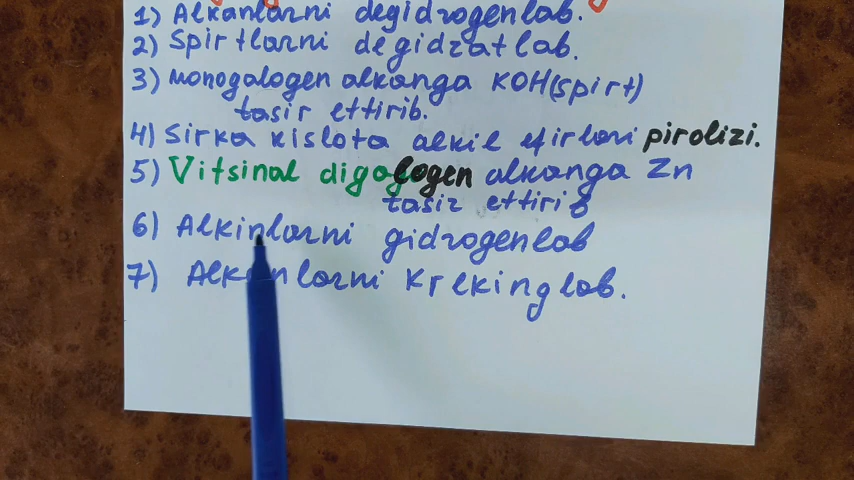 1) Alkanlarni degidrogenlab.
2) Spirtlarni degidratlab.
3) monogalogen alkanga KOH(spirt)
tasir ettirib.
4) Sirka kislota alkil efirlari pirolizi.
5) Vitsinal digalogen alkanga Zn
tasir ettirib
6) Alkinlarni gidrogenlab
7) Alkanlarni Krekinglab.